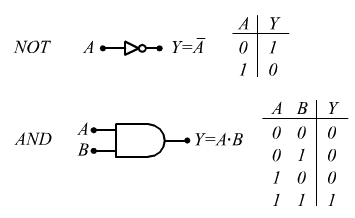 A Y
NOT A Y=A̅ 0 1
1 0
A B Y
AND A B Y=A·B 0 0 0
0 1 0
1 0 0
1 1 1